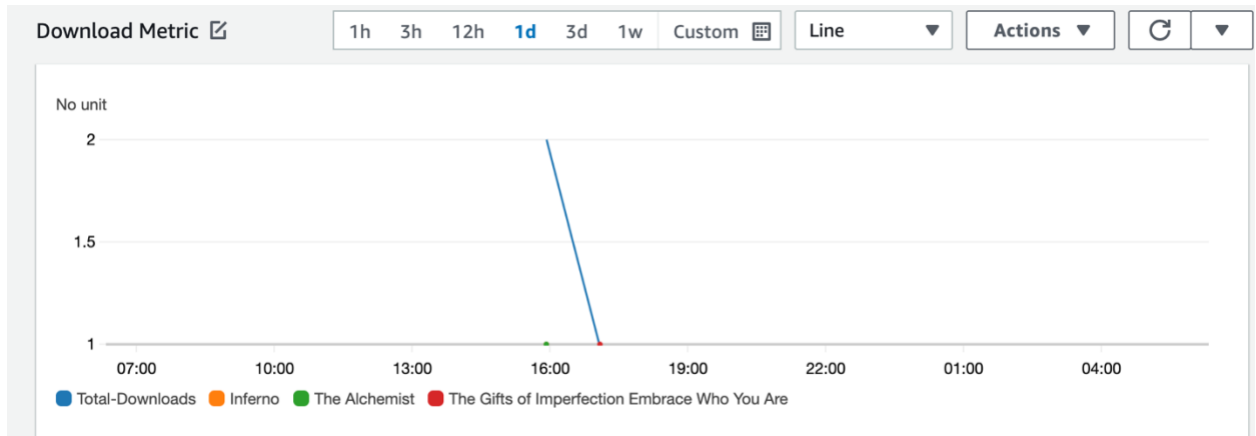 Download Metric 1h 3h 12h 1d 3d 1w Custom Line Actions
No unit
2
1.5
1
07:00 10:00 13:00 16:00 19:00 22:00 01:00 04:00
Total-Downloads Inferno The Alchemist The Gifts of Imperfection Embrace Who You Are